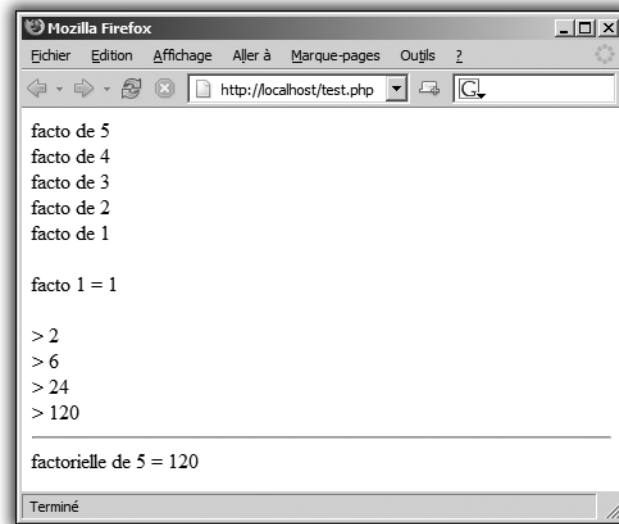 Mozilla Firefox
Fichier Edition Affichage Aller à Marque-pages Outils ?
http://localhost/test.php G
facto de 5
facto de 4
facto de 3
facto de 2
facto de 1
facto 1 = 1
> 2
> 6
> 24
> 120
factorielle de 5 = 120
Terminé